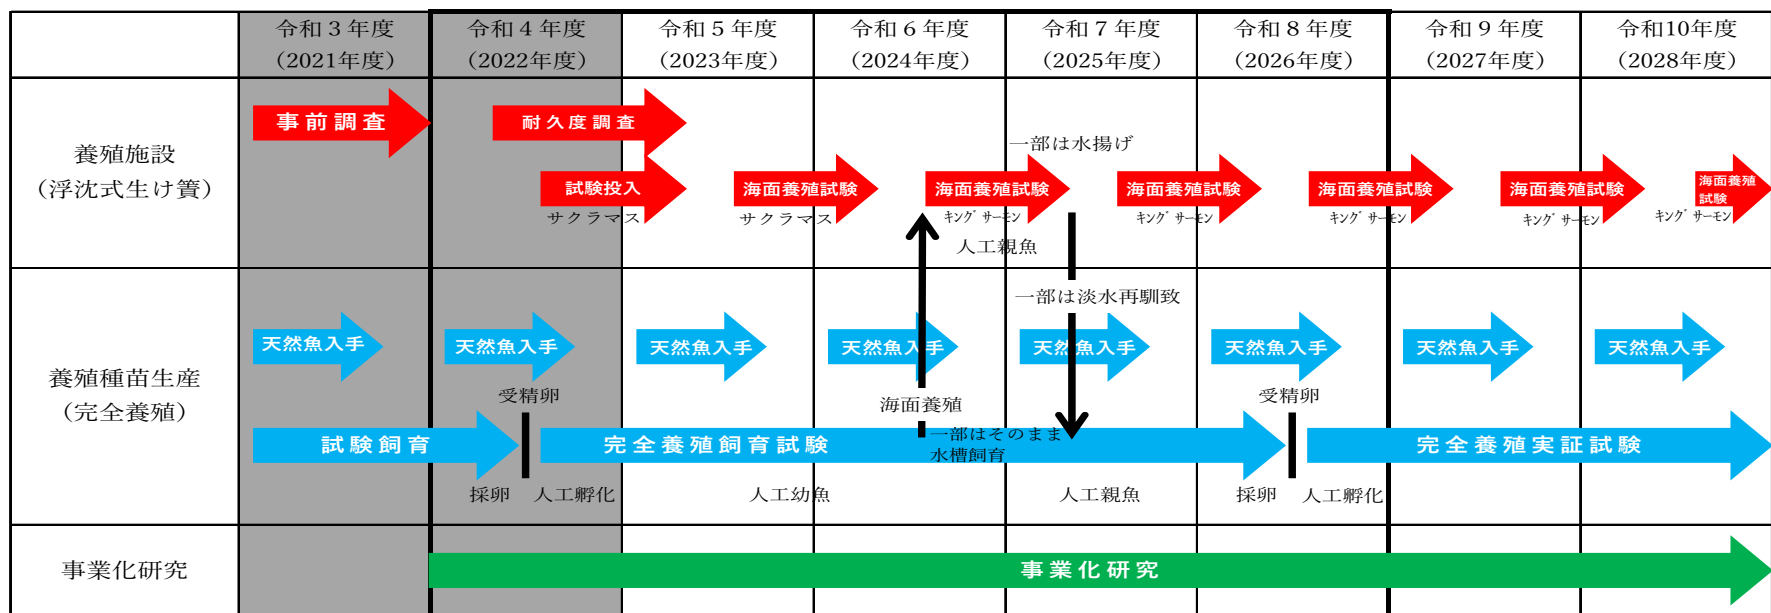 令和３年度
(2021年度)
令和４年度
(2022年度)
令和５年度
(2023年度)
令和６年度
(2024年度)
令和７年度
(2025年度)
令和８年度
(2026年度)
令和９年度
(2027年度)
令和10年度
(2028年度)
養殖施設
(浮沈式生け簀)
事前調査
耐久度調査
一部は水揚げ
試験投入
海面養殖試験
海面養殖試験
海面養殖試験
海面養殖試験
海面養殖試験
海面養殖
試験
サクラマス
サクラマス
ｷﾝｸﾞｻｰﾓﾝ
ｷﾝｸﾞｻｰﾓﾝ
ｷﾝｸﾞｻｰﾓﾝ
ｷﾝｸﾞｻｰﾓﾝ
ｷﾝｸﾞｻｰﾓﾝ
人工親魚
一部は淡水再馴致
養殖種苗生産
(完全養殖)
天然魚入手
天然魚入手
天然魚入手
天然魚入手
天然魚入手
天然魚入手
天然魚入手
天然魚入手
受精卵
海面養殖
受精卵
試験飼育
完全養殖飼育試験
一部はそのまま
水槽飼育
完全養殖実証試験
採卵
人工孵化
人工幼魚
人工親魚
採卵
人工孵化
事業化研究
事業化研究